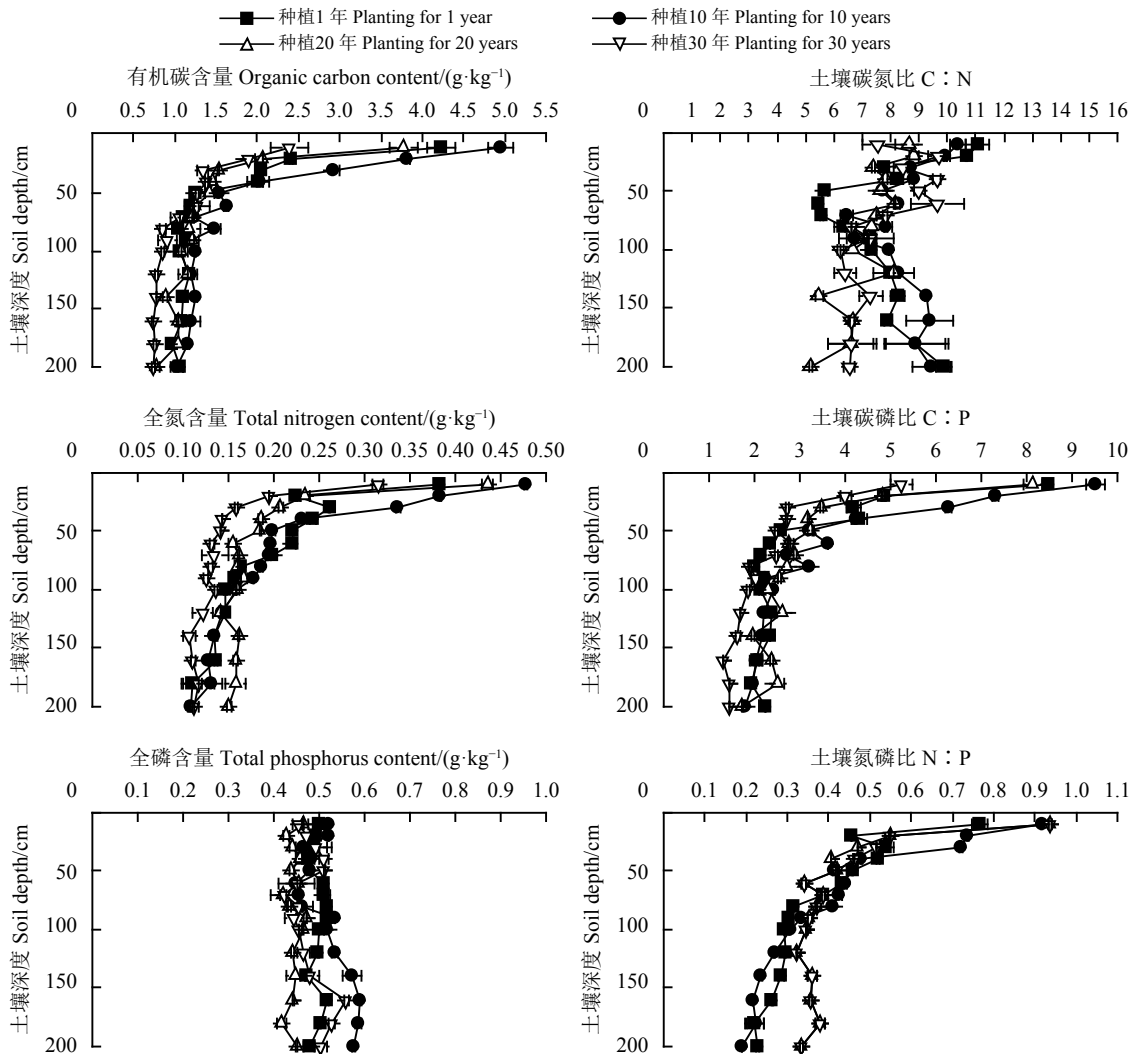 种植1 年 Planting for 1 year
种植10 年 Planting for 10 years
种植20 年 Planting for 20 years
种植30 年 Planting for 30 years
有机碳含量 Organic carbon content/(g·kg⁻¹)
0 0.5 1.0 1.5 2.0 2.5 3.0 3.5 4.0 4.5 5.0 5.5
50
100
150
200
土壤深度 Soil depth/cm
土壤碳氮比 C∶N
0 1 2 3 4 5 6 7 8 9 10 11 12 13 14 15 16
50
100
150
200
土壤深度 Soil depth/cm
全氮含量 Total nitrogen content/(g·kg⁻¹)
0 0.05 0.10 0.15 0.20 0.25 0.30 0.35 0.40 0.45 0.50
50
100
150
200
土壤深度 Soil depth/cm
土壤碳磷比 C∶P
0 1 2 3 4 5 6 7 8 9 10
50
100
150
200
土壤深度 Soil depth/cm
全磷含量 Total phosphorus content/(g·kg⁻¹)
0 0.1 0.2 0.3 0.4 0.5 0.6 0.7 0.8 0.9 1.0
50
100
150
200
土壤深度 Soil depth/cm
土壤氮磷比 N∶P
0 0.1 0.2 0.3 0.4 0.5 0.6 0.7 0.8 0.9 1.0 1.1
50
100
150
200
土壤深度 Soil depth/cm